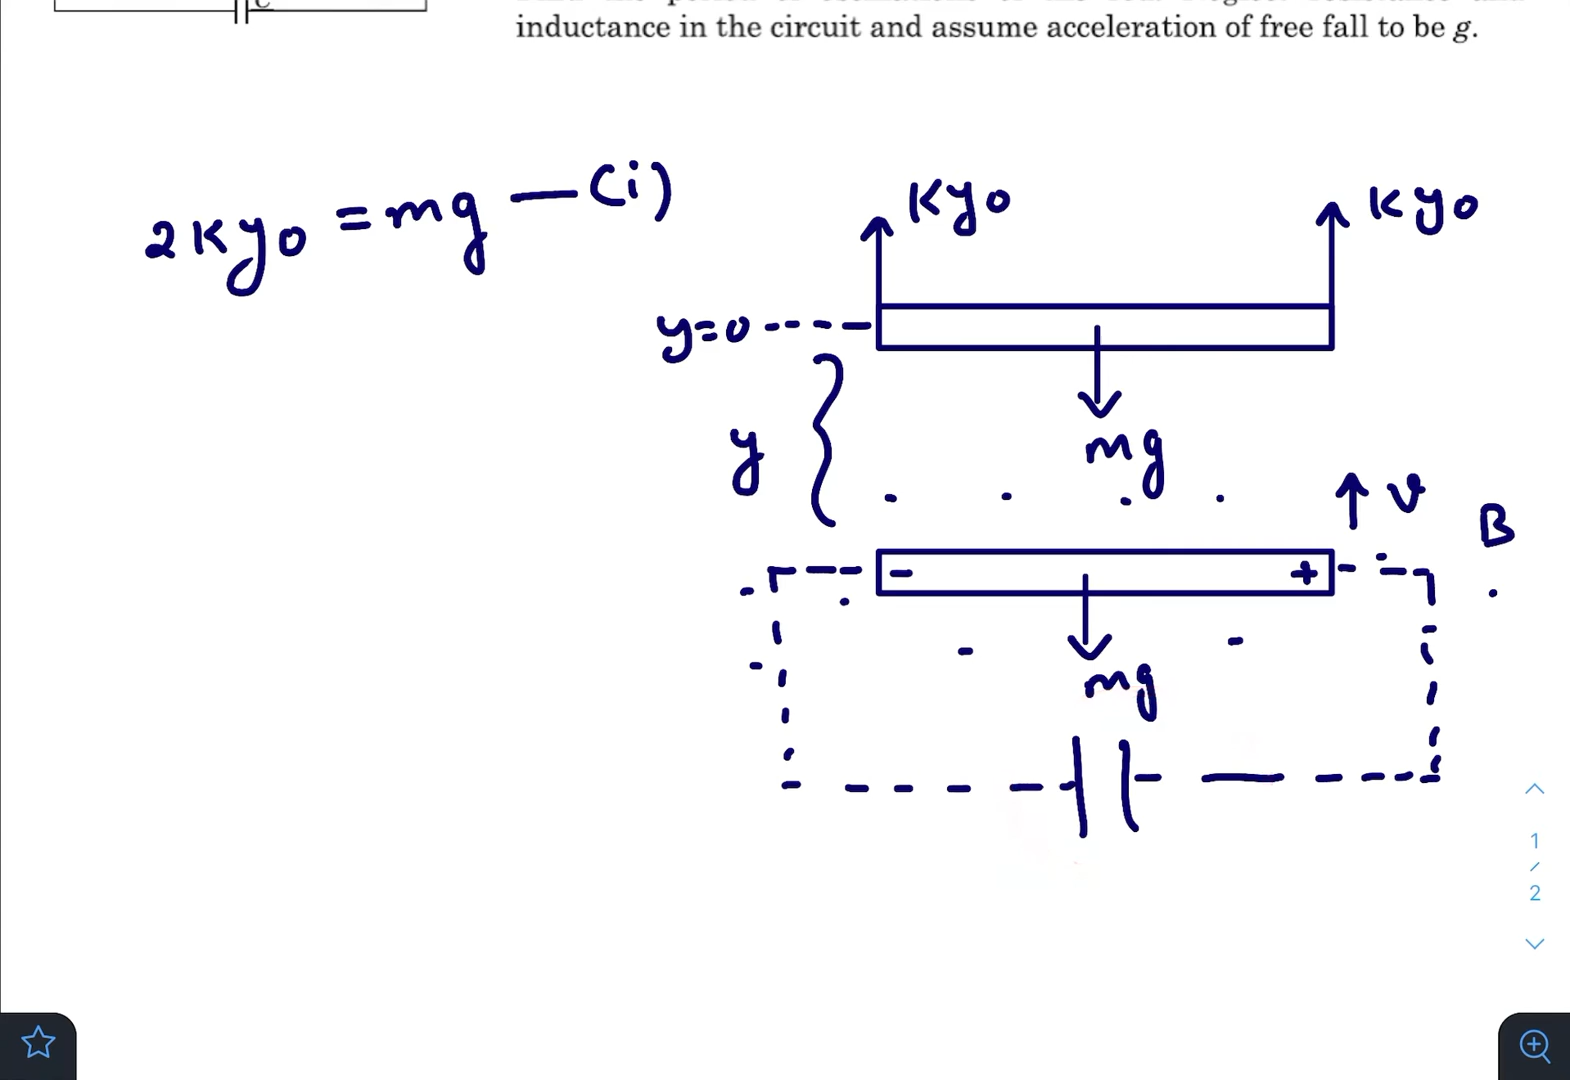 C
inductance in the circuit and assume acceleration of free fall to be g.
2Ky0 = mg — (i)
Ky0
Ky0
y=0
y
mg
v
B
-
+
mg
1
/
2